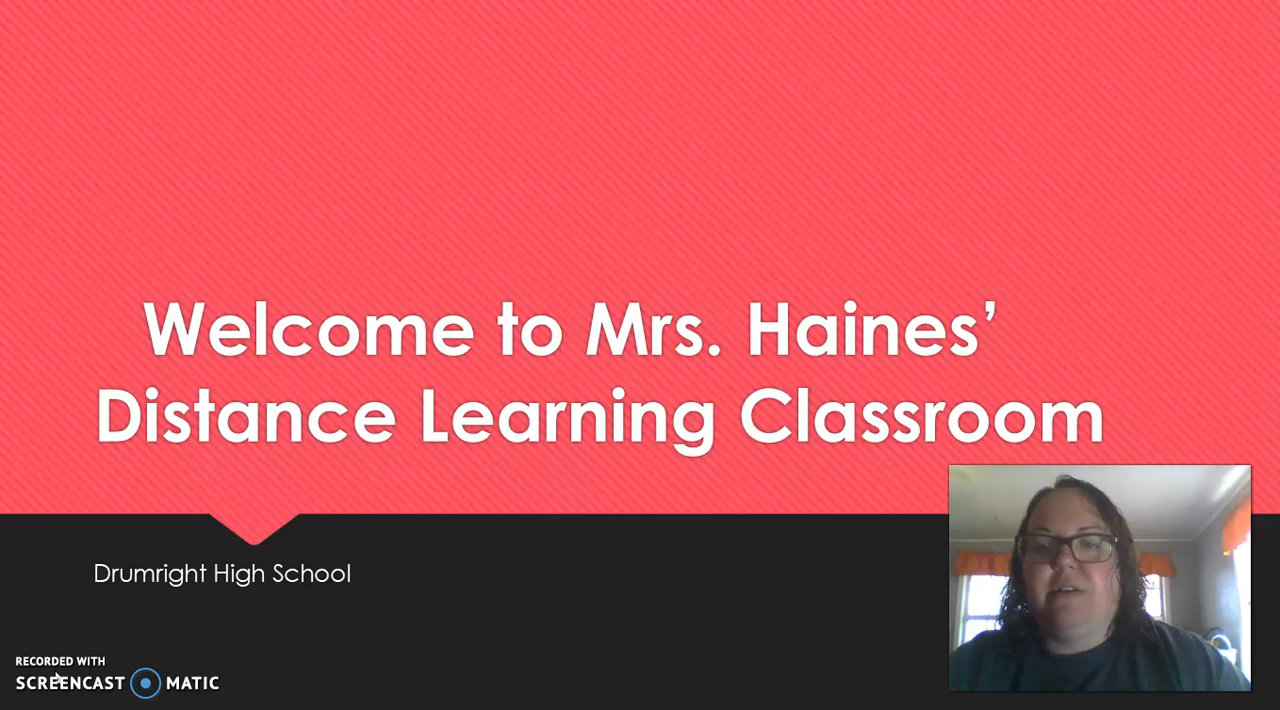 Welcome to Mrs. Haines’
Distance Learning Classroom
Drumright High School
RECORDED WITH
SCREENCAST MATIC